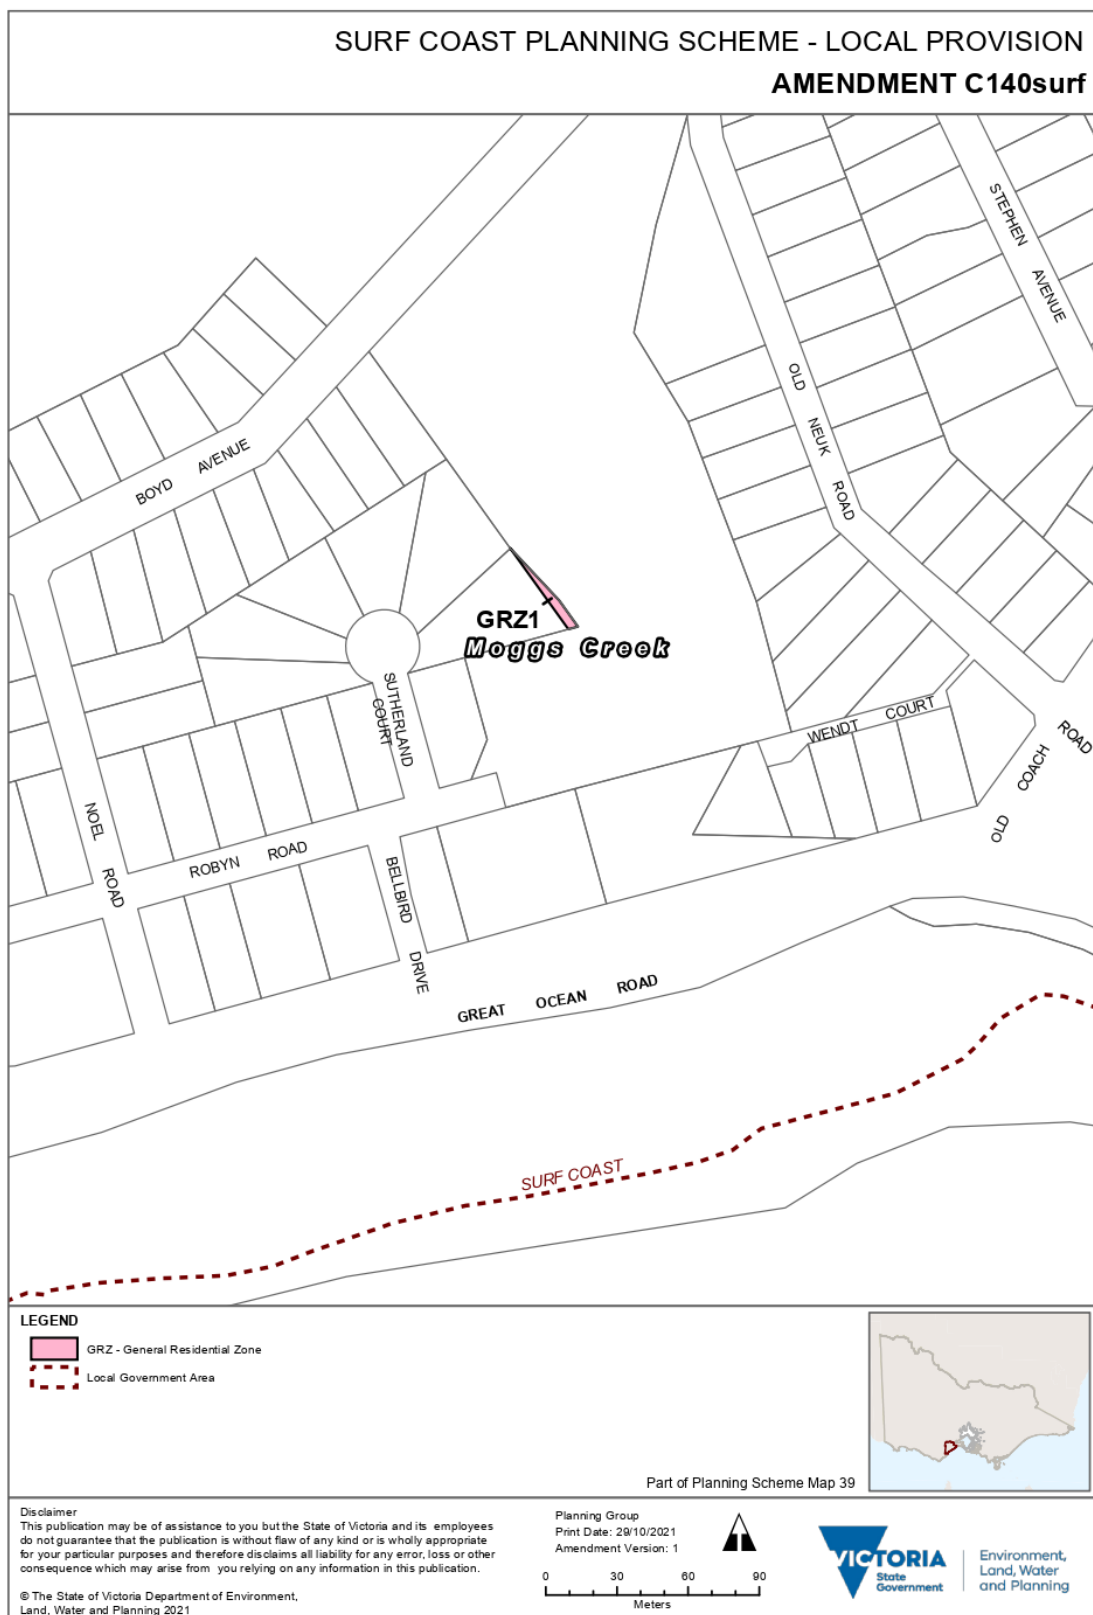 SURF COAST PLANNING SCHEME - LOCAL PROVISION
AMENDMENT C140surf
STEPHEN AVENUE
OLD NEUK ROAD
BOYD AVENUE
GRZ1
Moggs Creek
SUTHERLAND
COURT
WENDT COURT
OLD COACH ROAD
NOEL ROAD
ROBYN ROAD
BELLBIRD DRIVE
GREAT OCEAN ROAD
SURF COAST
LEGEND
GRZ - General Residential Zone
Local Government Area
Part of Planning Scheme Map 39
Disclaimer
This publication may be of assistance to you but the State of Victoria and its employees
do not guarantee that the publication is without flaw of any kind or is wholly appropriate
for your particular purposes and therefore disclaims all liability for any error, loss or other
consequence which may arise from you relying on any information in this publication.
© The State of Victoria Department of Environment,
Land, Water and Planning 2021
Planning Group
Print Date: 29/10/2021
Amendment Version: 1
0 30 60 90
Meters
VICTORIA
State
Government
Environment,
Land, Water
and Planning